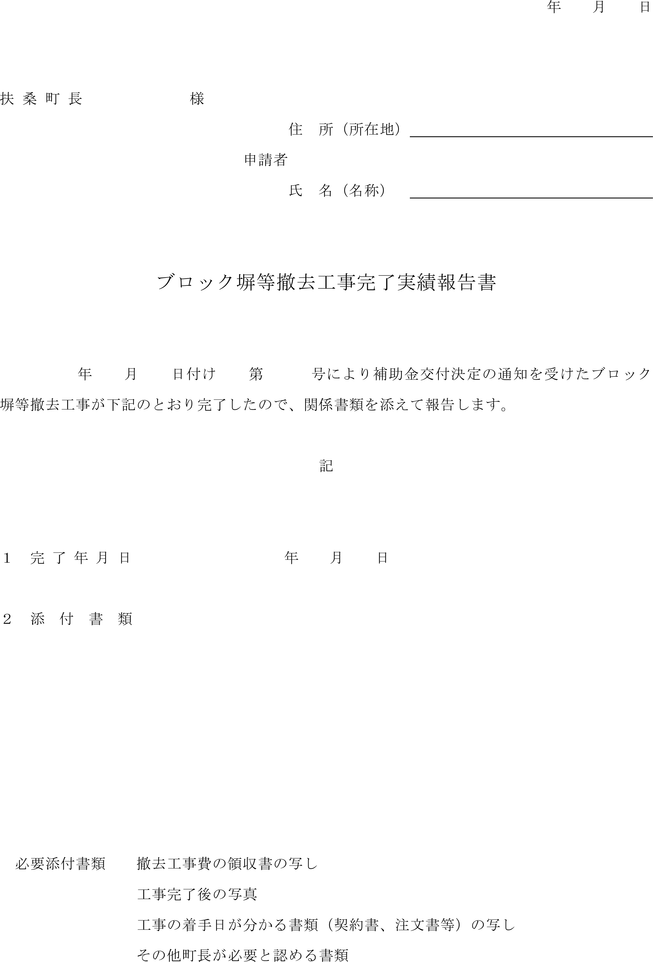 年　　月　　日
扶 桑 町 長　　　　　　　様
住　所（所在地）
申請者
氏　名（名称）
ブロック塀等撤去工事完了実績報告書
年　　月　　日付け　　第　　　号により補助金交付決定の通知を受けたブロック
塀等撤去工事が下記のとおり完了したので、関係書類を添えて報告します。
記
１　完 了 年 月 日　　　　　　　　　　年　　月　　日
２　添　付　書　類
必要添付書類　　撤去工事費の領収書の写し
工事完了後の写真
工事の着手日が分かる書類（契約書、注文書等）の写し
その他町長が必要と認める書類